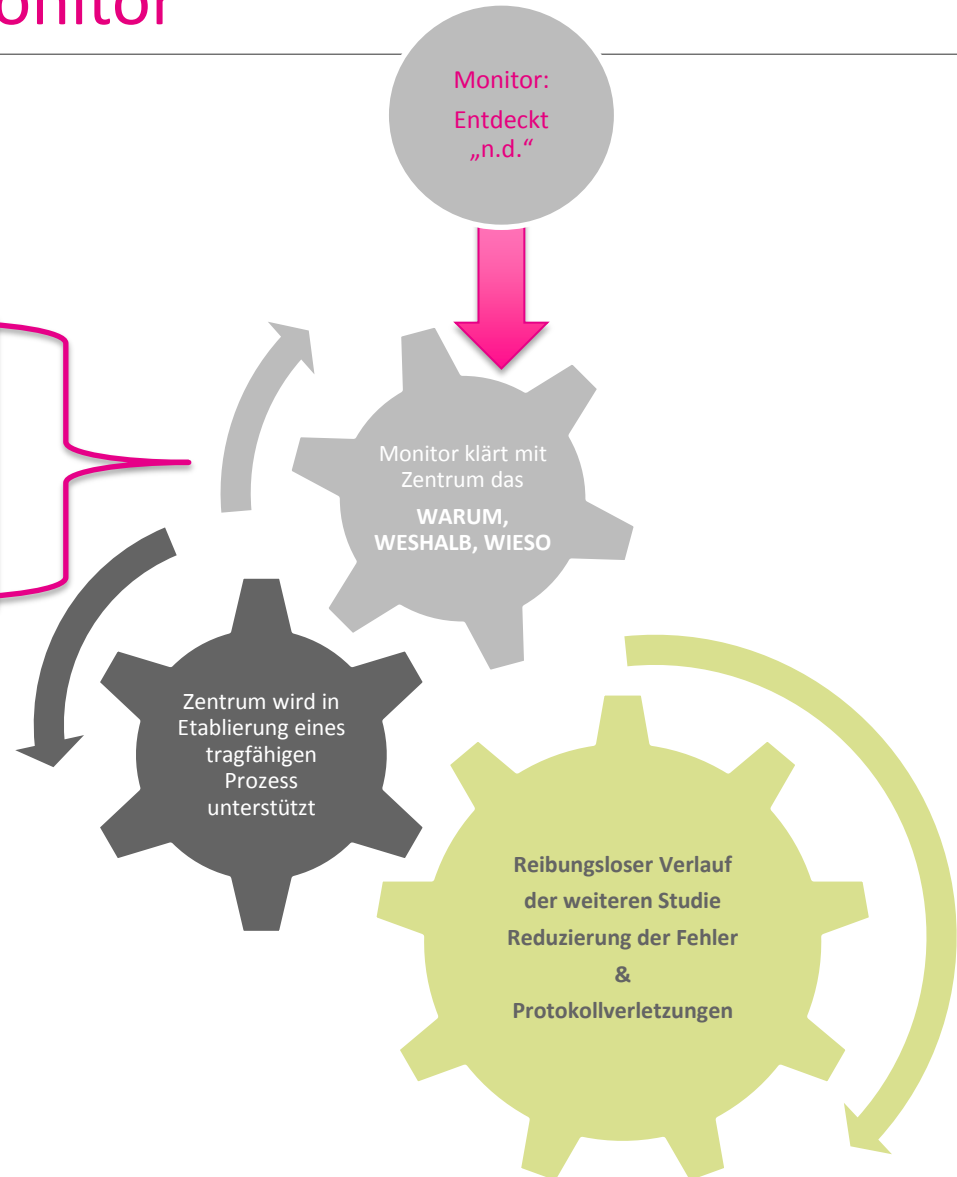 onitor
Monitor:
Entdeckt
„n.d.“
Monitor klärt mit
Zentrum das
WARUM,
WESHALB, WIESO
Zentrum wird in
Etablierung eines
tragfähigen
Prozess
unterstützt
Reibungsloser Verlauf
der weiteren Studie
Reduzierung der Fehler
&
Protokollverletzungen